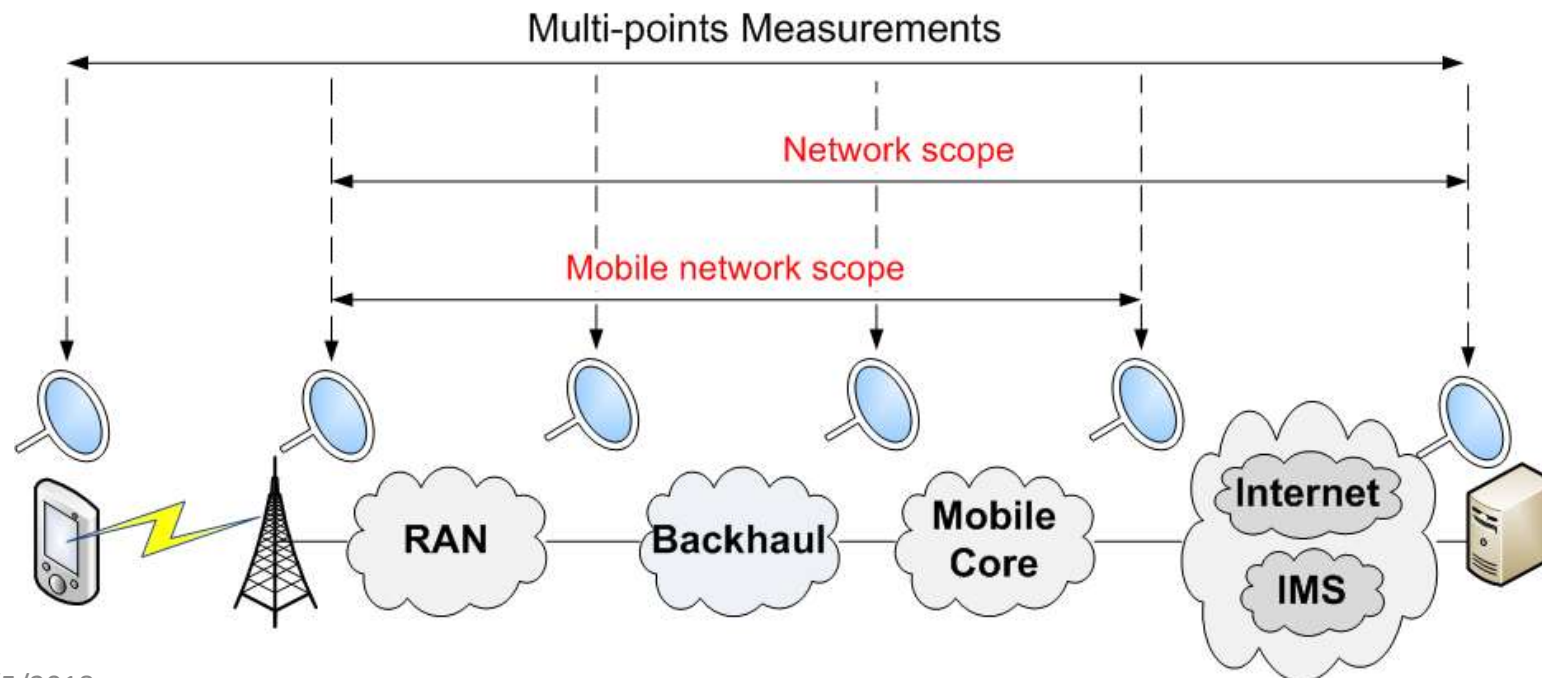 Multi-points Measurements
Network scope
Mobile network scope
RAN
Backhaul
Mobile
Core
Internet
IMS